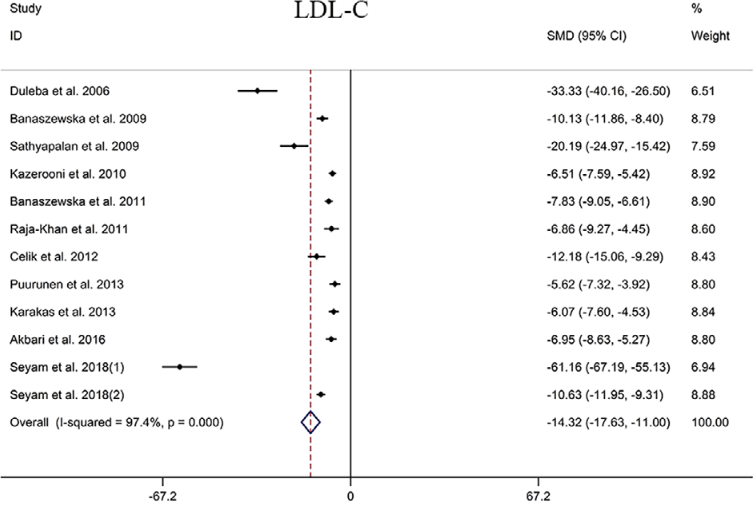 Study LDL-C %
ID SMD (95% CI) Weight
Duleba et al. 2006 -33.33 (-40.16, -26.50) 6.51
Banaszewska et al. 2009 -10.13 (-11.86, -8.40) 8.79
Sathyapalan et al. 2009 -20.19 (-24.97, -15.42) 7.59
Kazerooni et al. 2010 -6.51 (-7.59, -5.42) 8.92
Banaszewska et al. 2011 -7.83 (-9.05, -6.61) 8.90
Raja-Khan et al. 2011 -6.86 (-9.27, -4.45) 8.60
Celik et al. 2012 -12.18 (-15.06, -9.29) 8.43
Puurunen et al. 2013 -5.62 (-7.32, -3.92) 8.80
Karakas et al. 2013 -6.07 (-7.60, -4.53) 8.84
Akbari et al. 2016 -6.95 (-8.63, -5.27) 8.80
Seyam et al. 2018(1) -61.16 (-67.19, -55.13) 6.94
Seyam et al. 2018(2) -10.63 (-11.95, -9.31) 8.88
Overall (I-squared = 97.4%, p = 0.000) -14.32 (-17.63, -11.00) 100.00
-67.2 0 67.2